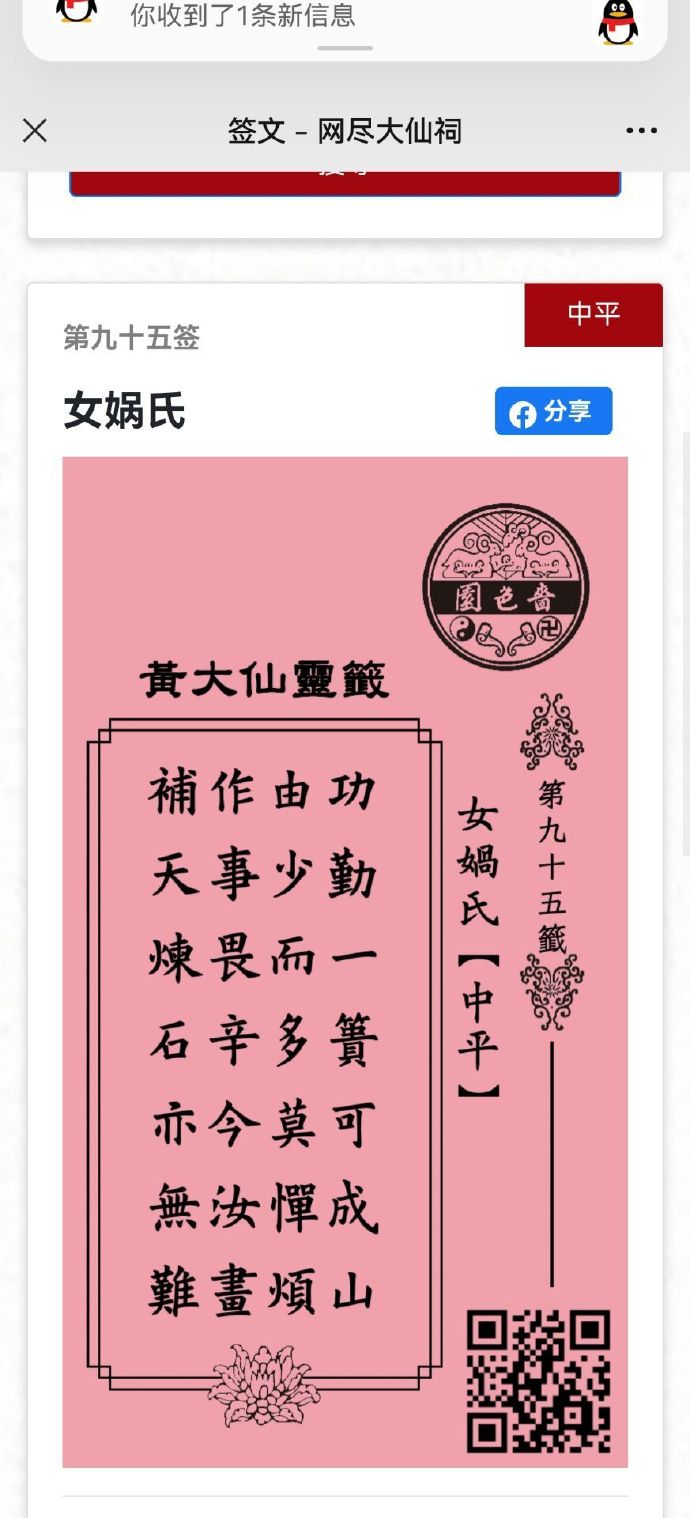 你收到了1条新信息
签文 – 网尽大仙祠
第九十五签
中平
女娲氏
分享
嗇色園
黃大仙靈籤
第九十五籤
女媧氏【中平】
功勤一簣可成山
由少而多莫憚煩
作事畏辛今汝畫
補天煉石亦無難